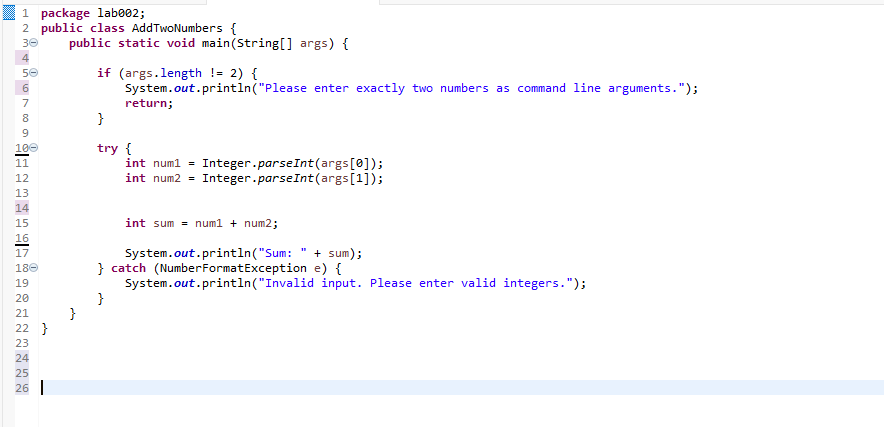 1 package lab002;
2 public class AddTwoNumbers {
3 public static void main(String[] args) {
4
5 if (args.length != 2) {
6 System.out.println("Please enter exactly two numbers as command line arguments.");
7 return;
8 }
9
10 try {
11 int num1 = Integer.parseInt(args[0]);
12 int num2 = Integer.parseInt(args[1]);
13
14
15 int sum = num1 + num2;
16
17 System.out.println("Sum: " + sum);
18 } catch (NumberFormatException e) {
19 System.out.println("Invalid input. Please enter valid integers.");
20 }
21 }
22 }
23
24
25
26